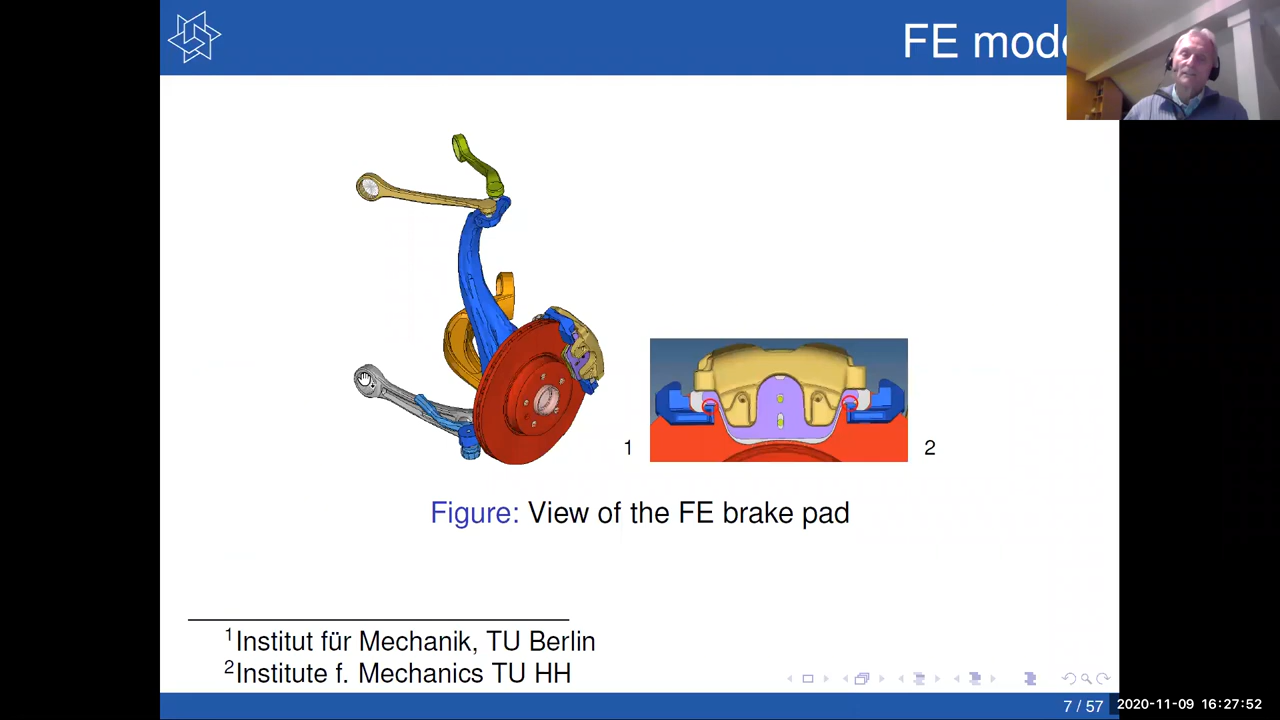 FE mod
1
2
Figure: View of the FE brake pad
1Institut für Mechanik, TU Berlin
2Institute f. Mechanics TU HH
7 / 57
2020-11-09 16:27:52